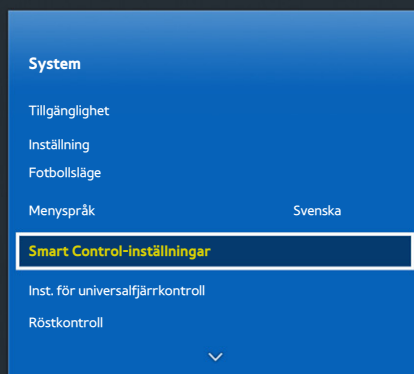 System
Tillgänglighet
Inställning
Fotbollsläge
Menyspråk Svenska
Smart Control-inställningar
Inst. för universalfjärrkontroll
Röstkontroll